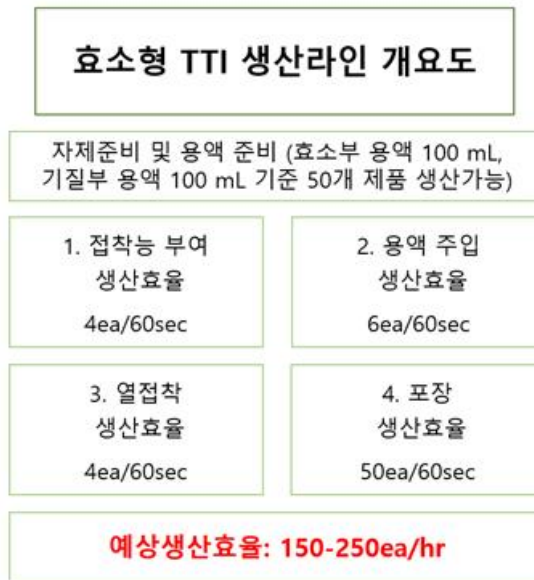 효소형 TTI 생산라인 개요도
자제준비 및 용액 준비 (효소부 용액 100 mL,
기질부 용액 100 mL 기준 50개 제품 생산가능)
1. 접착능 부여
생산효율
4ea/60sec
2. 용액 주입
생산효율
6ea/60sec
3. 열접착
생산효율
4ea/60sec
4. 포장
생산효율
50ea/60sec
예상생산효율: 150-250ea/hr